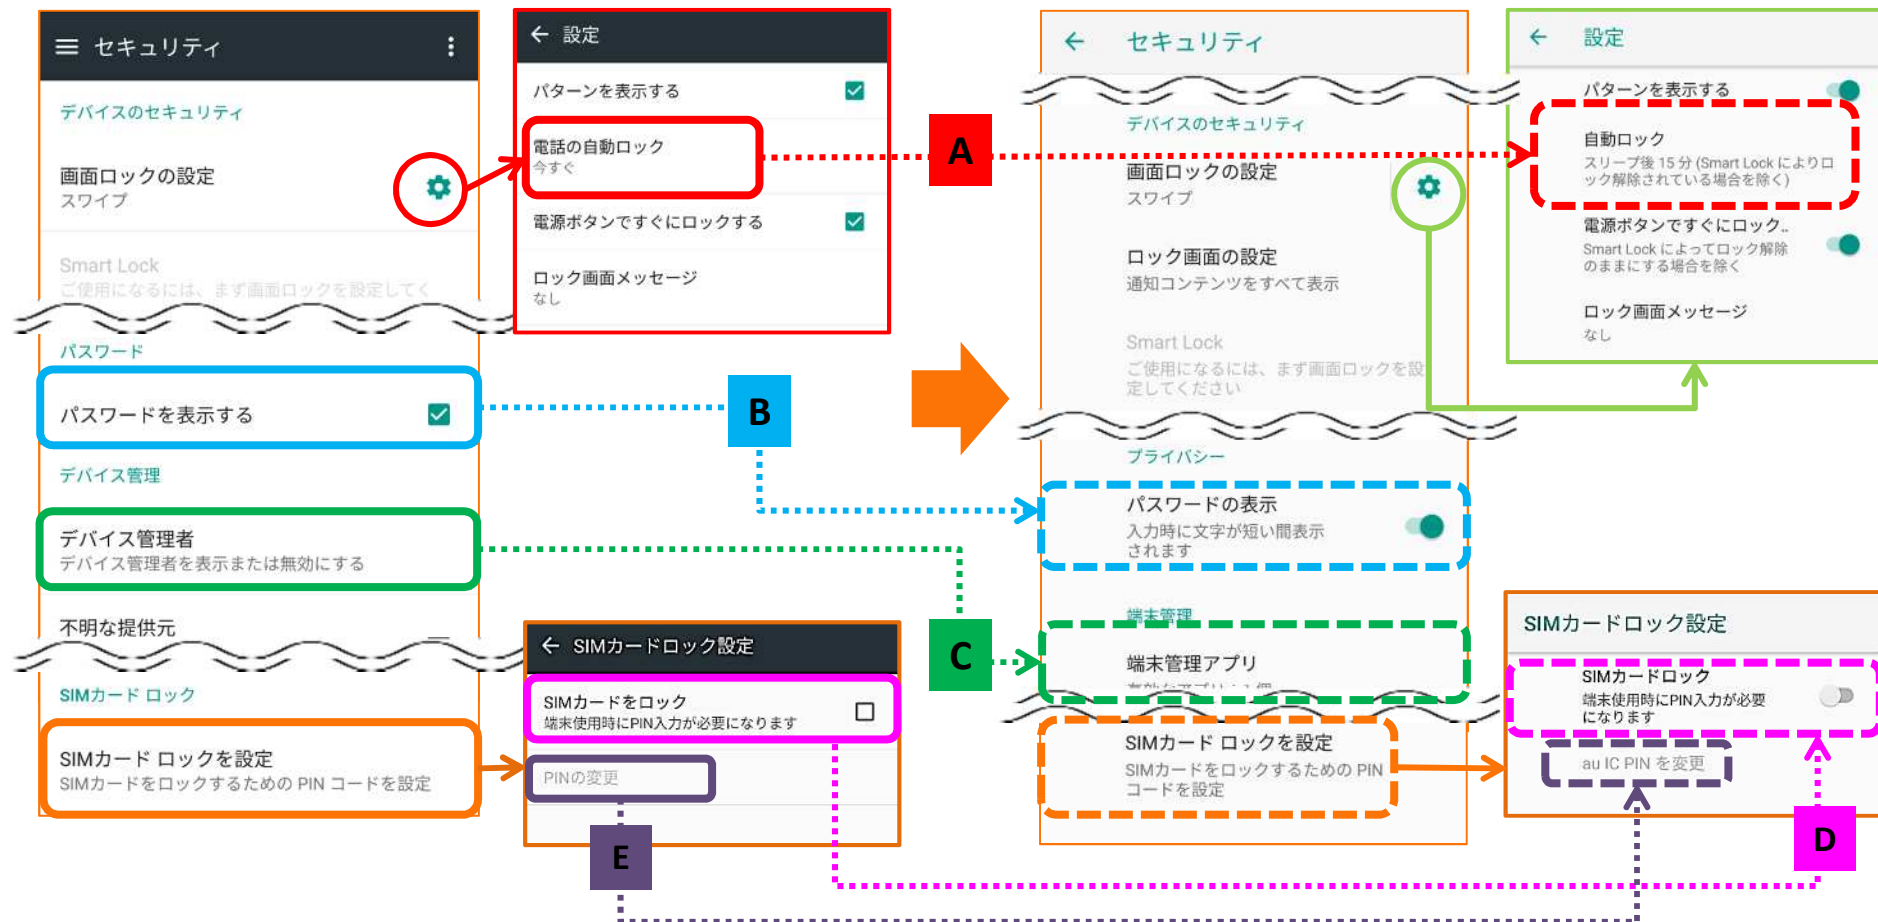 セキュリティ
デバイスのセキュリティ
画面ロックの設定
スワイプ
Smart Lock
ご使用になるには、まず画面ロックを設定してく
パスワード
パスワードを表示する
デバイス管理
デバイス管理者
デバイス管理者を表示または無効にする
不明な提供元
SIMカード ロック
SIMカード ロックを設定
SIMカードをロックするための PIN コードを設定
設定
パターンを表示する
電話の自動ロック
今すぐ
電源ボタンですぐにロックする
ロック画面メッセージ
なし
SIMカードロック設定
SIMカードをロック
端末使用時にPIN入力が必要になります
PINの変更
A
B
C
D
E
セキュリティ
デバイスのセキュリティ
画面ロックの設定
スワイプ
ロック画面の設定
通知コンテンツをすべて表示
Smart Lock
ご使用になるには、まず画面ロックを設
定してください
プライバシー
パスワードの表示
入力時に文字が短い間表示
されます
端末管理
端末管理アプリ
SIMカード ロックを設定
SIMカードをロックするための PIN
コードを設定
設定
パターンを表示する
自動ロック
スリープ後 15 分 (Smart Lock によりロ
ック解除されている場合を除く)
電源ボタンですぐにロック..
Smart Lock によってロック解除
のままにする場合を除く
ロック画面メッセージ
なし
SIMカードロック設定
SIMカードロック
端末使用時にPIN入力が必要
になります
au IC PIN を変更